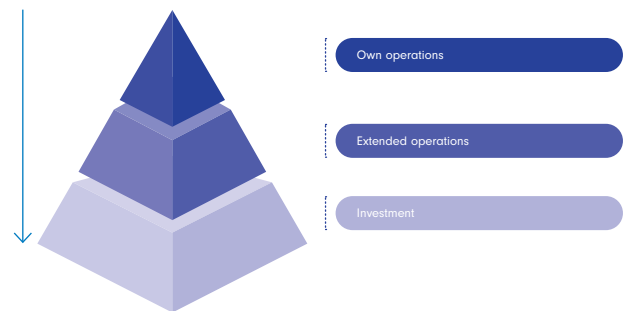 Own operations
Extended operations
Investment